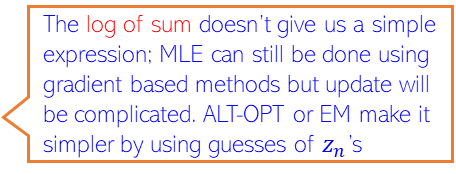 The log of sum doesn't give us a simple
expression; MLE can still be done using
gradient based methods but update will
be complicated. ALT-OPT or EM make it
simpler by using guesses of 𝒛ₙ's